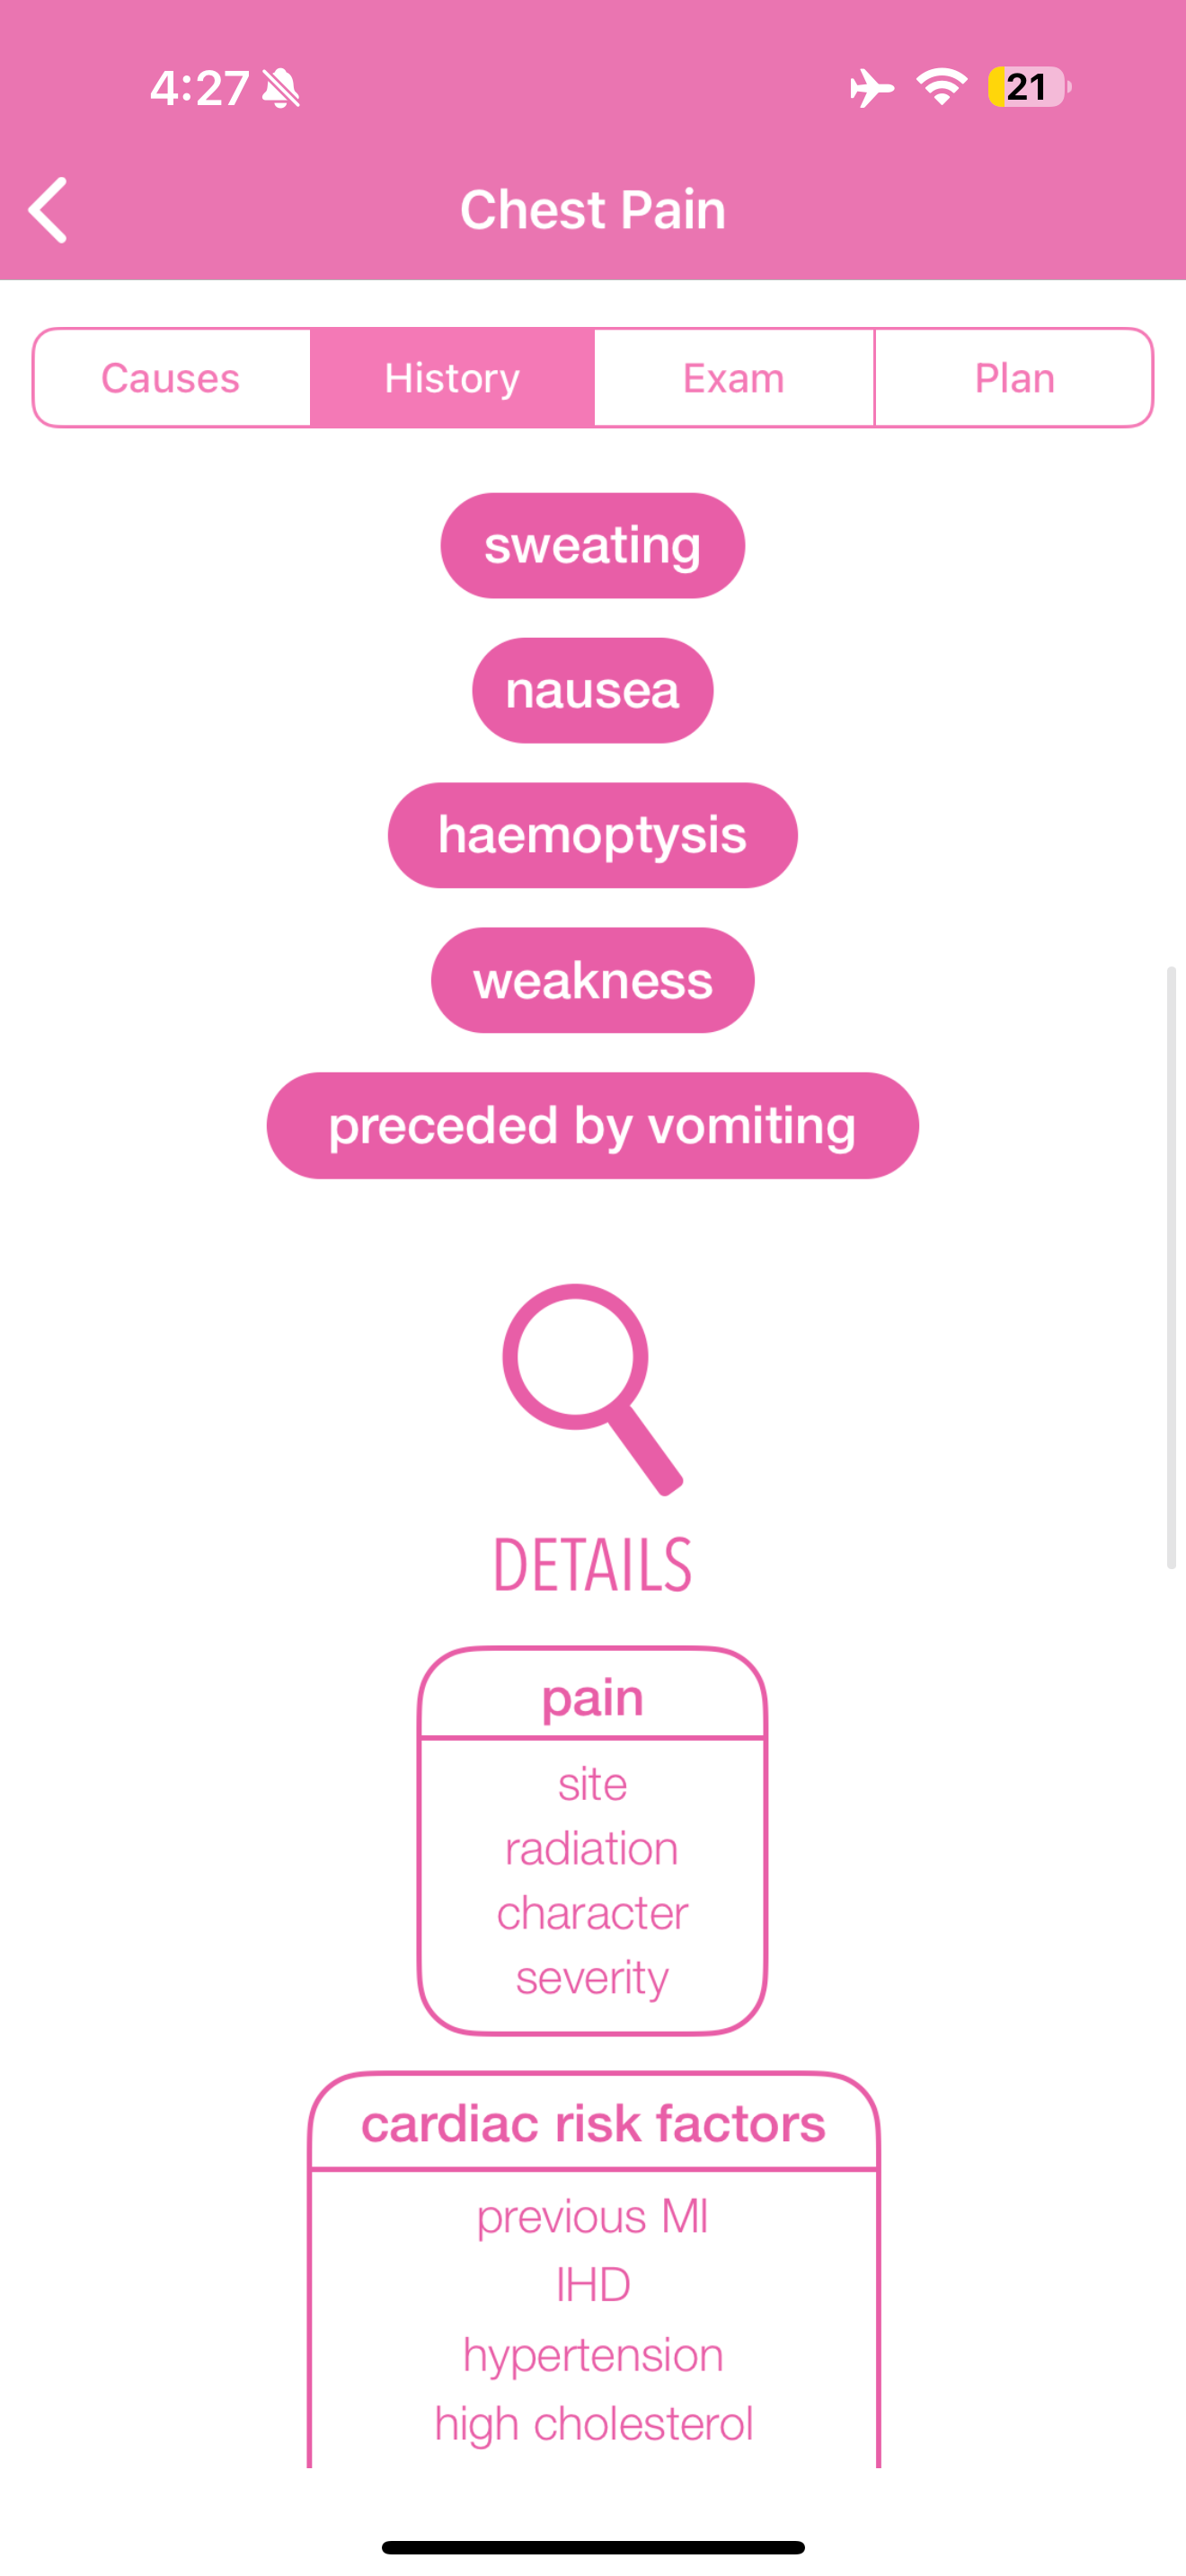 4:27
21
Chest Pain
Causes History Exam Plan
sweating
nausea
haemoptysis
weakness
preceded by vomiting
DETAILS
pain
site
radiation
character
severity
cardiac risk factors
previous MI
IHD
hypertension
high cholesterol